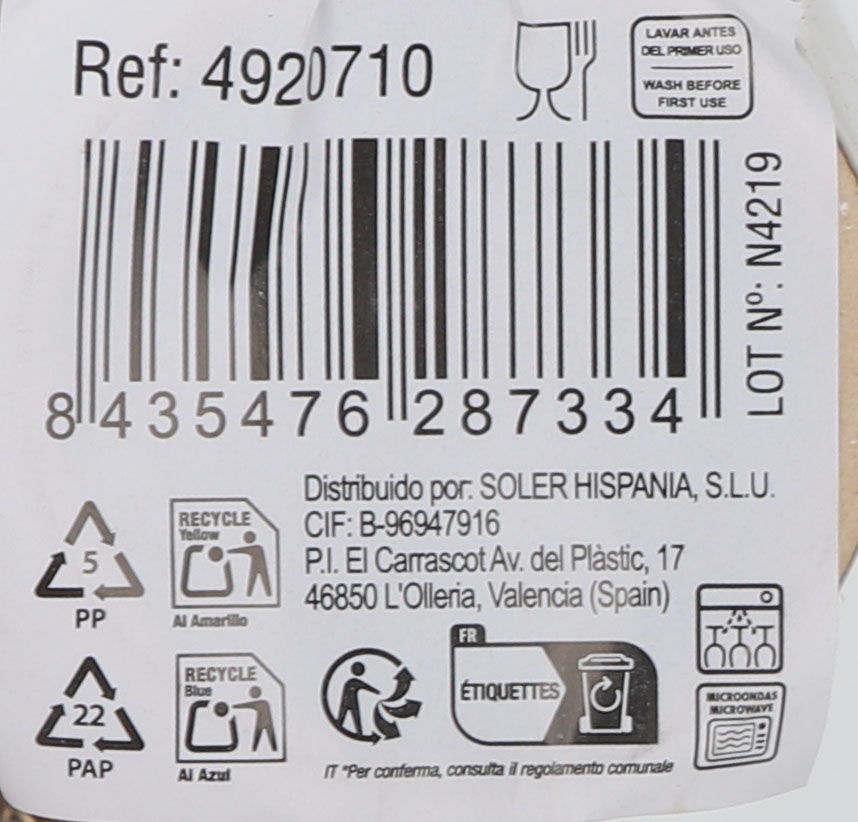 Ref: 4920710
LAVAR ANTES
DEL PRIMER USO
WASH BEFORE
FIRST USE
8 435476 287334
LOT Nº: N4219
Distribuido por: SOLER HISPANIA, S.L.U.
CIF: B-96947916
P.I. El Carrascot Av. del Plàstic, 17
46850 L'Olleria, Valencia (Spain)
5
PP
RECYCLE
Yellow
Al Amarillo
22
PAP
RECYCLE
Blue
Al Azul
FR
ÉTIQUETTES
MICROONDAS
MICROWAVE
IT *Per conferma, consulta il regolamento comunale